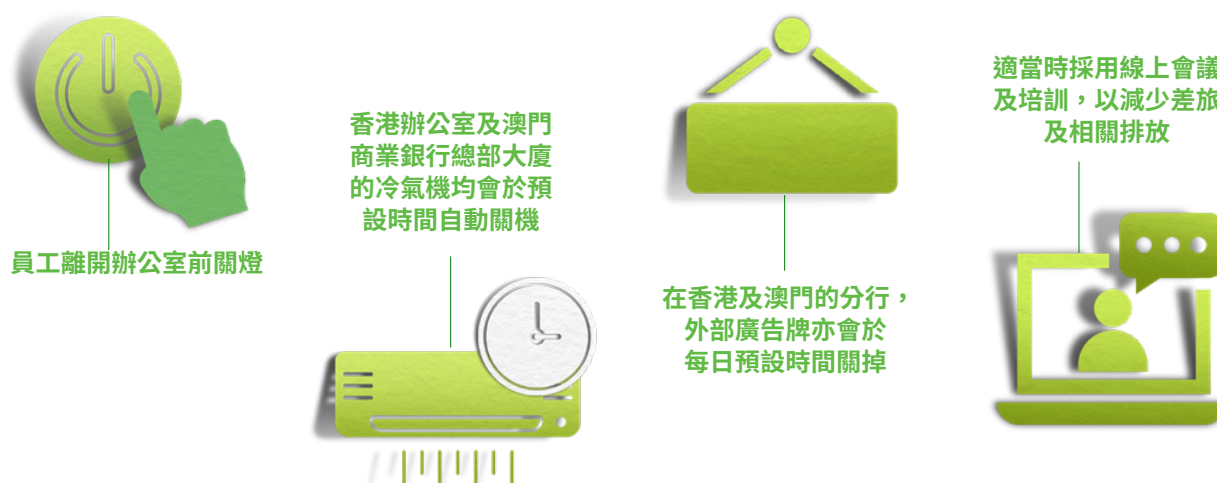 員工離開辦公室前關燈
香港辦公室及澳門
商業銀行總部大廈
的冷氣機均會於預
設時間自動關機
在香港及澳門的分行，
外部廣告牌亦會於
每日預設時間關掉
適當時採用線上會議
及培訓，以減少差旅
及相關排放